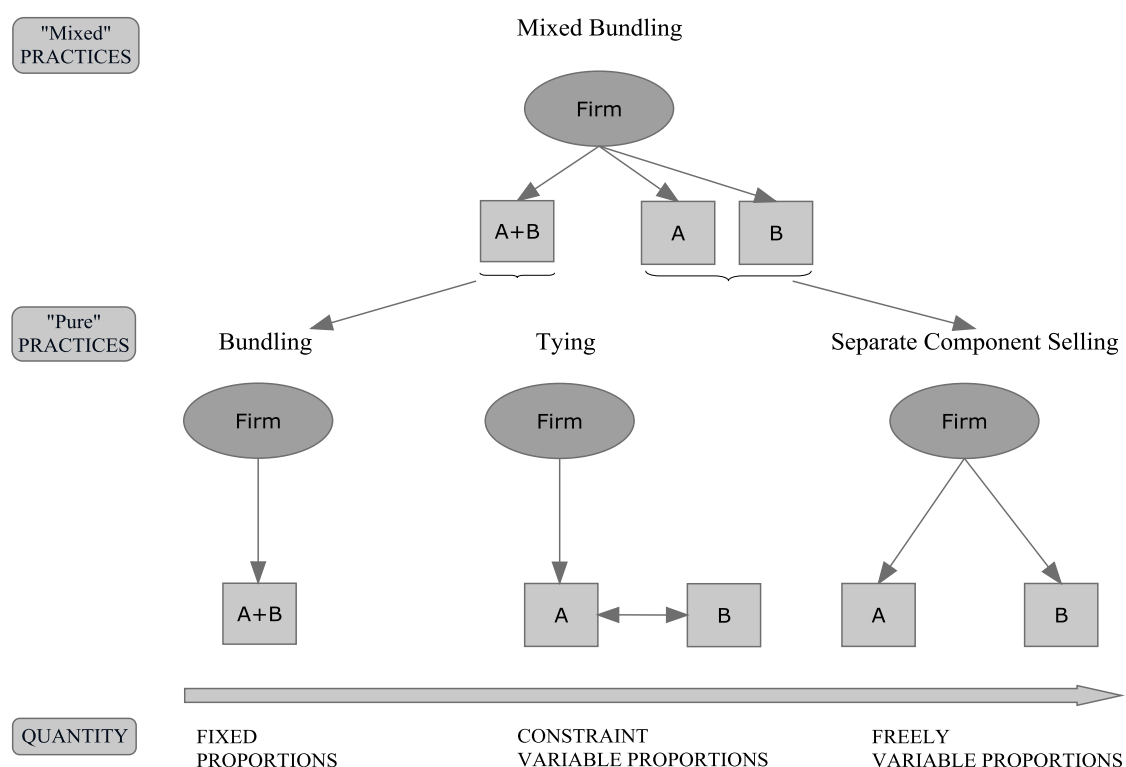 "Mixed"
PRACTICES
Mixed Bundling
Firm
A+B
A
B
"Pure"
PRACTICES
Bundling
Tying
Separate Component Selling
Firm
Firm
Firm
A+B
A
B
A
B
QUANTITY
FIXED
PROPORTIONS
CONSTRAINT
VARIABLE PROPORTIONS
FREELY
VARIABLE PROPORTIONS